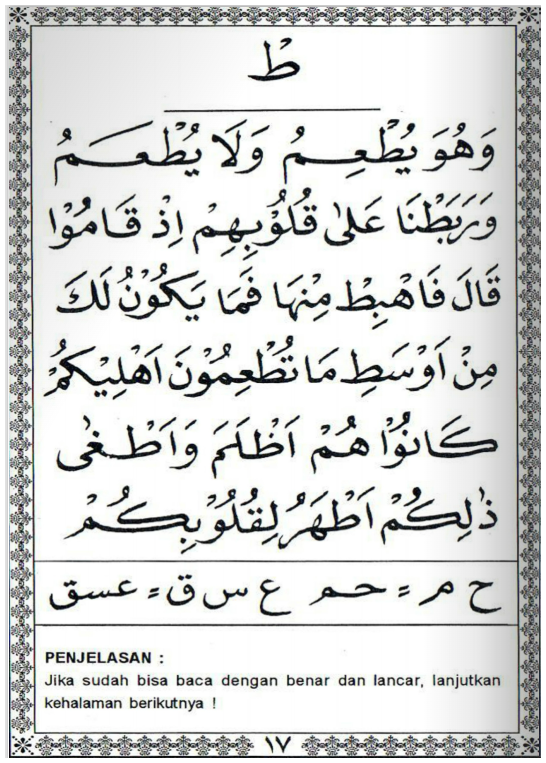 طْ
وَهُوَ يُطْعِمُ وَلَا يُطْعَمُ
وَرَبَطْنَا عَلٰى قُلُوْبِهِمْ اِذْ قَامُوْا
قَالَ فَاهْبِطْ مِنْهَا فَمَا يَكُوْنُ لَكَ
مِنْ اَوْسَطِ مَا تُطْعِمُوْنَ اَهْلِيْكُمْ
كَانُوْا هُمْ اَظْلَمَ وَاَطْغٰى
ذٰلِكُمْ اَطْهَرُ لِقُلُوْبِكُمْ
ح م = حم ع س ق = عسق
PENJELASAN :
Jika sudah bisa baca dengan benar dan lancar, lanjutkan
kehalaman berikutnya !
١٧